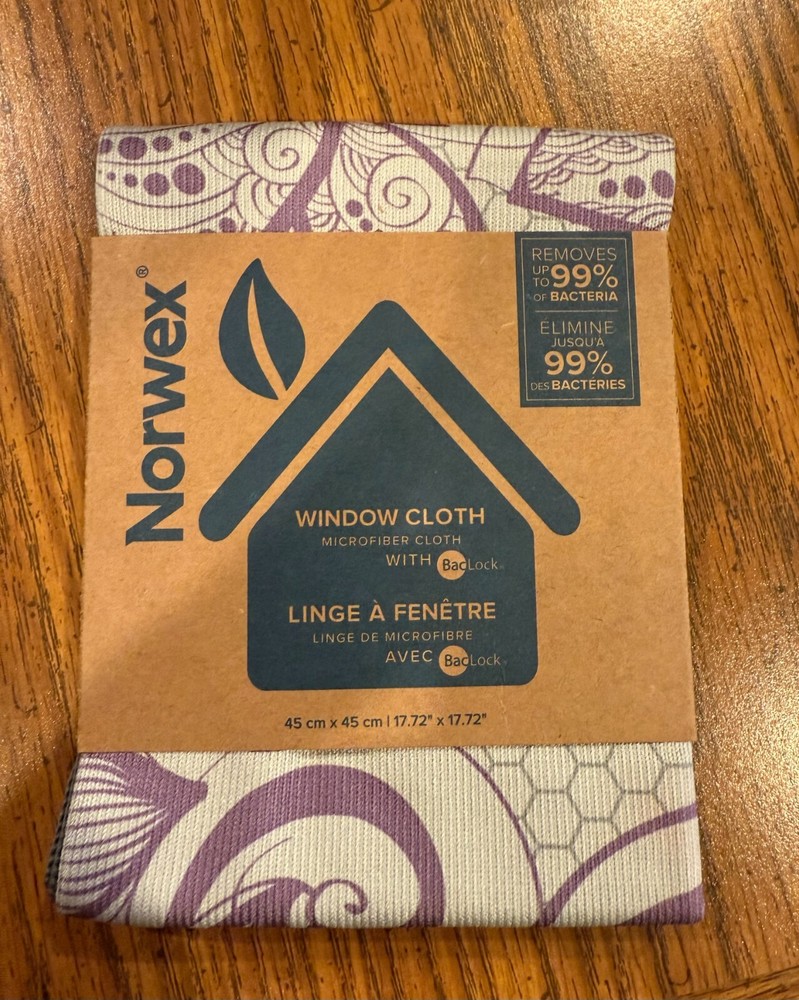 Norwex®
REMOVES
UP TO 99%
OF BACTERIA
ÉLIMINE
JUSQU'À
99%
DES BACTÉRIES
WINDOW CLOTH
MICROFIBER CLOTH
WITH BacLock®
LINGE À FENÊTRE
LINGE DE MICROFIBRE
AVEC BacLock®
45 cm x 45 cm | 17.72" x 17.72"